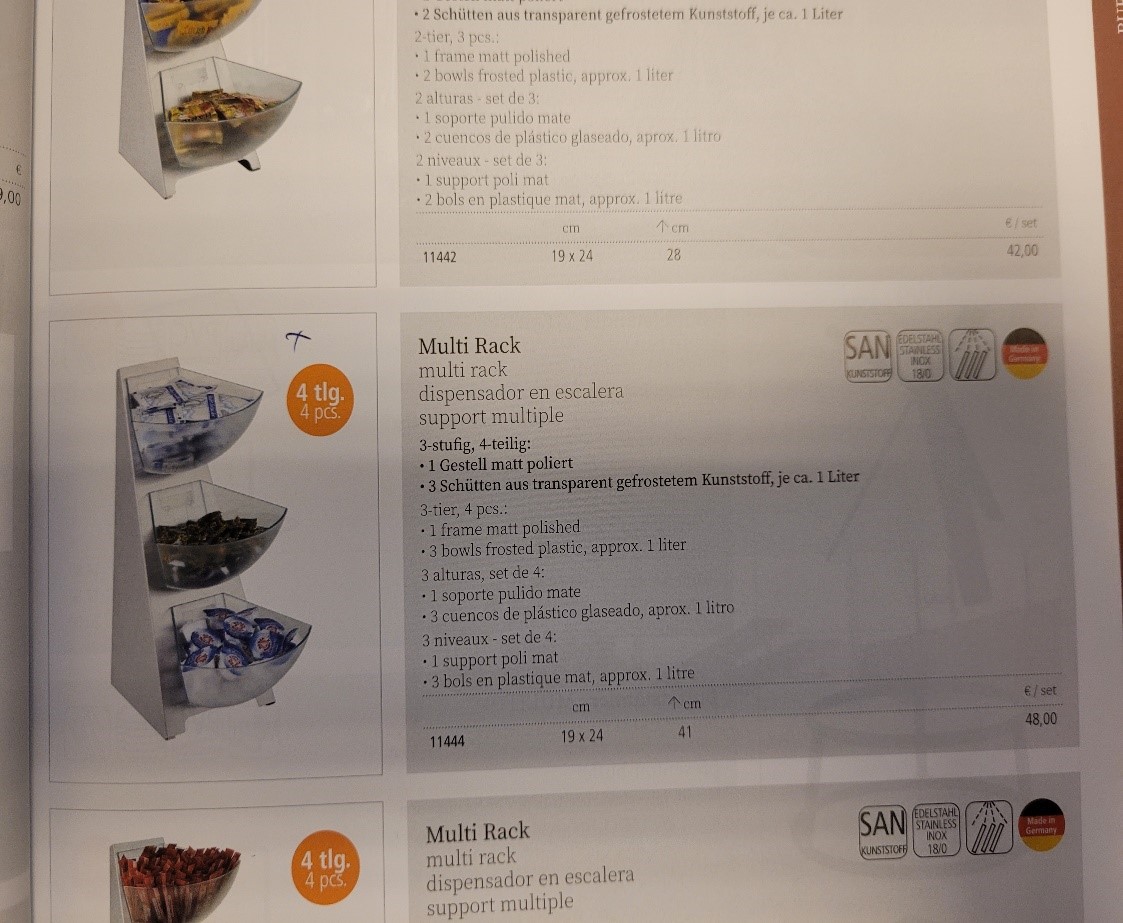 • 2 Schütten aus transparent gefrostetem Kunststoff, je ca. 1 Liter
2-tier, 3 pcs.:
• 1 frame matt polished
• 2 bowls frosted plastic, approx. 1 liter
2 alturas - set de 3:
• 1 soporte pulido mate
• 2 cuencos de plástico glaseado, aprox. 1 litro
2 niveaux - set de 3:
• 1 support poli mat
• 2 bols en plastique mat, approx. 1 litre
cm ↑cm €/ set
11442 19 x 24 28 42,00
€
9,00
4 tlg.
4 pcs.
Multi Rack
multi rack
dispensador en escalera
support multiple
SAN
KUNSTSTOFF
EDELSTAHL
STAINLESS
INOX
18/0
Made in
Germany
3-stufig, 4-teilig:
• 1 Gestell matt poliert
• 3 Schütten aus transparent gefrostetem Kunststoff, je ca. 1 Liter
3-tier, 4 pcs.:
• 1 frame matt polished
• 3 bowls frosted plastic, approx. 1 liter
3 alturas, set de 4:
• 1 soporte pulido mate
• 3 cuencos de plástico glaseado, aprox. 1 litro
3 niveaux - set de 4:
• 1 support poli mat
• 3 bols en plastique mat, approx. 1 litre
cm ↑cm €/ set
11444 19 x 24 41 48,00
4 tlg.
4 pcs.
Multi Rack
multi rack
dispensador en escalera
support multiple
SAN
KUNSTSTOFF
EDELSTAHL
STAINLESS
INOX
18/0
Made in
Germany